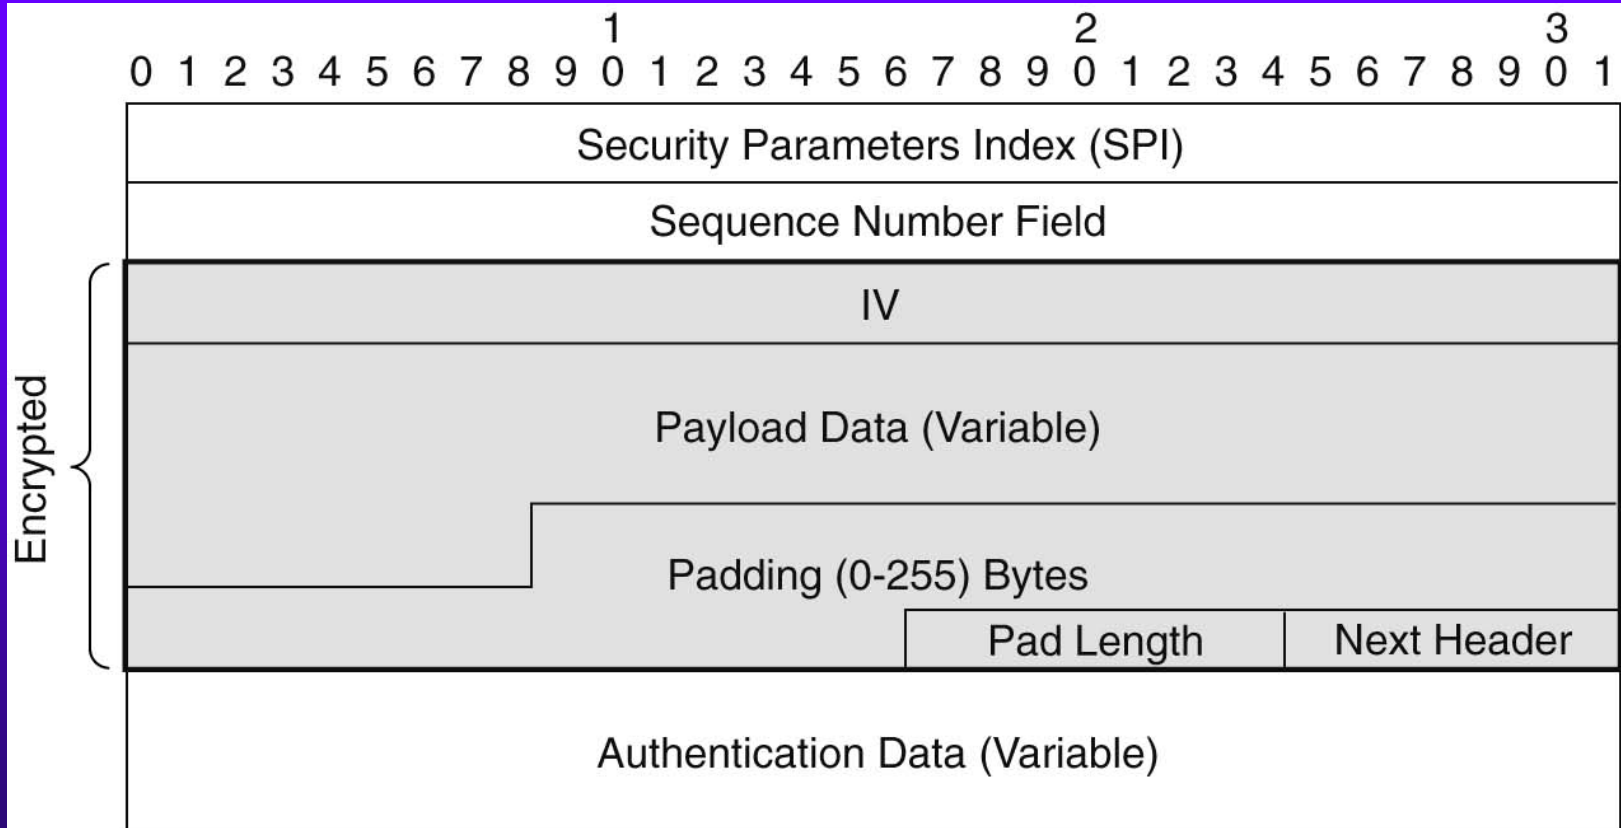 1 2 3
0 1 2 3 4 5 6 7 8 9 0 1 2 3 4 5 6 7 8 9 0 1 2 3 4 5 6 7 8 9 0 1
Security Parameters Index (SPI)
Sequence Number Field
Encrypted
IV
Payload Data (Variable)
Padding (0-255) Bytes
Pad Length Next Header
Authentication Data (Variable)